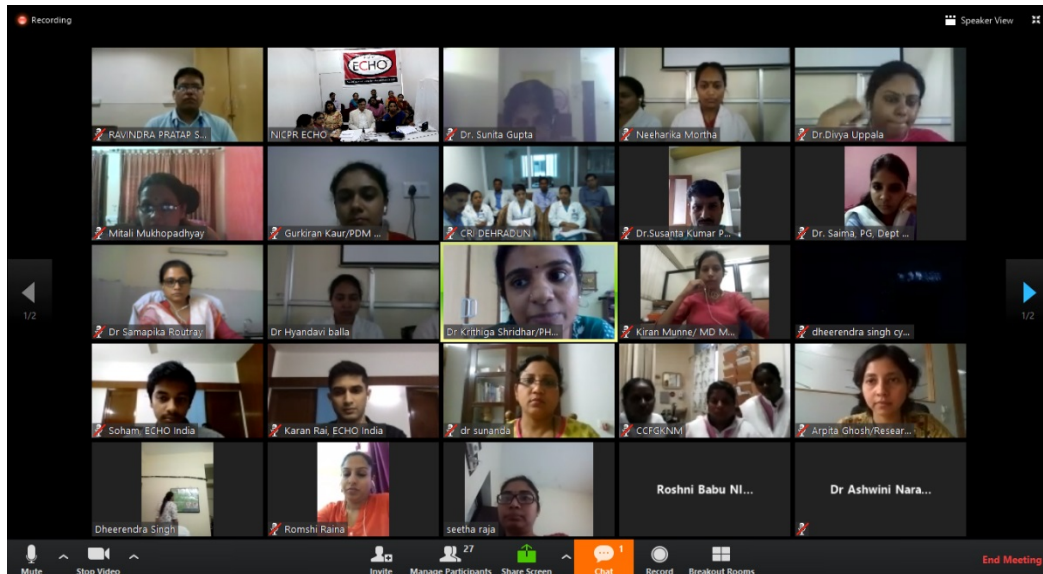 Recording
Speaker View
RAVINDRA PRATAP S...
ECHO
NICPR ECHO
Dr. Sunita Gupta
Neeharika Mortha
Dr.Divya Uppala
Mitali Mukhopadhyay
Gurkiran Kaur/PDM ...
CRI DEHRADUN
Dr.Susanta Kumar P...
Dr. Saima, PG, Dept ...
1/2
Dr Samapika Routray
Dr Hyandavi balla
Dr Krithiga Shridhar/PH...
Kiran Munne/ MD M...
dheerendra singh cy...
1/2
Soham, ECHO India
Karan Rai, ECHO India
dr sunanda
CCFGKNM
Arpita Ghosh/Resear...
Dheerendra Singh
Romshi Raina
seetha raja
Roshni Babu NI...
Dr Ashwini Nara...
Mute
Stop Video
Invite
Manage Participants
27
Share Screen
Chat
1
Record
Breakout Rooms
End Meeting